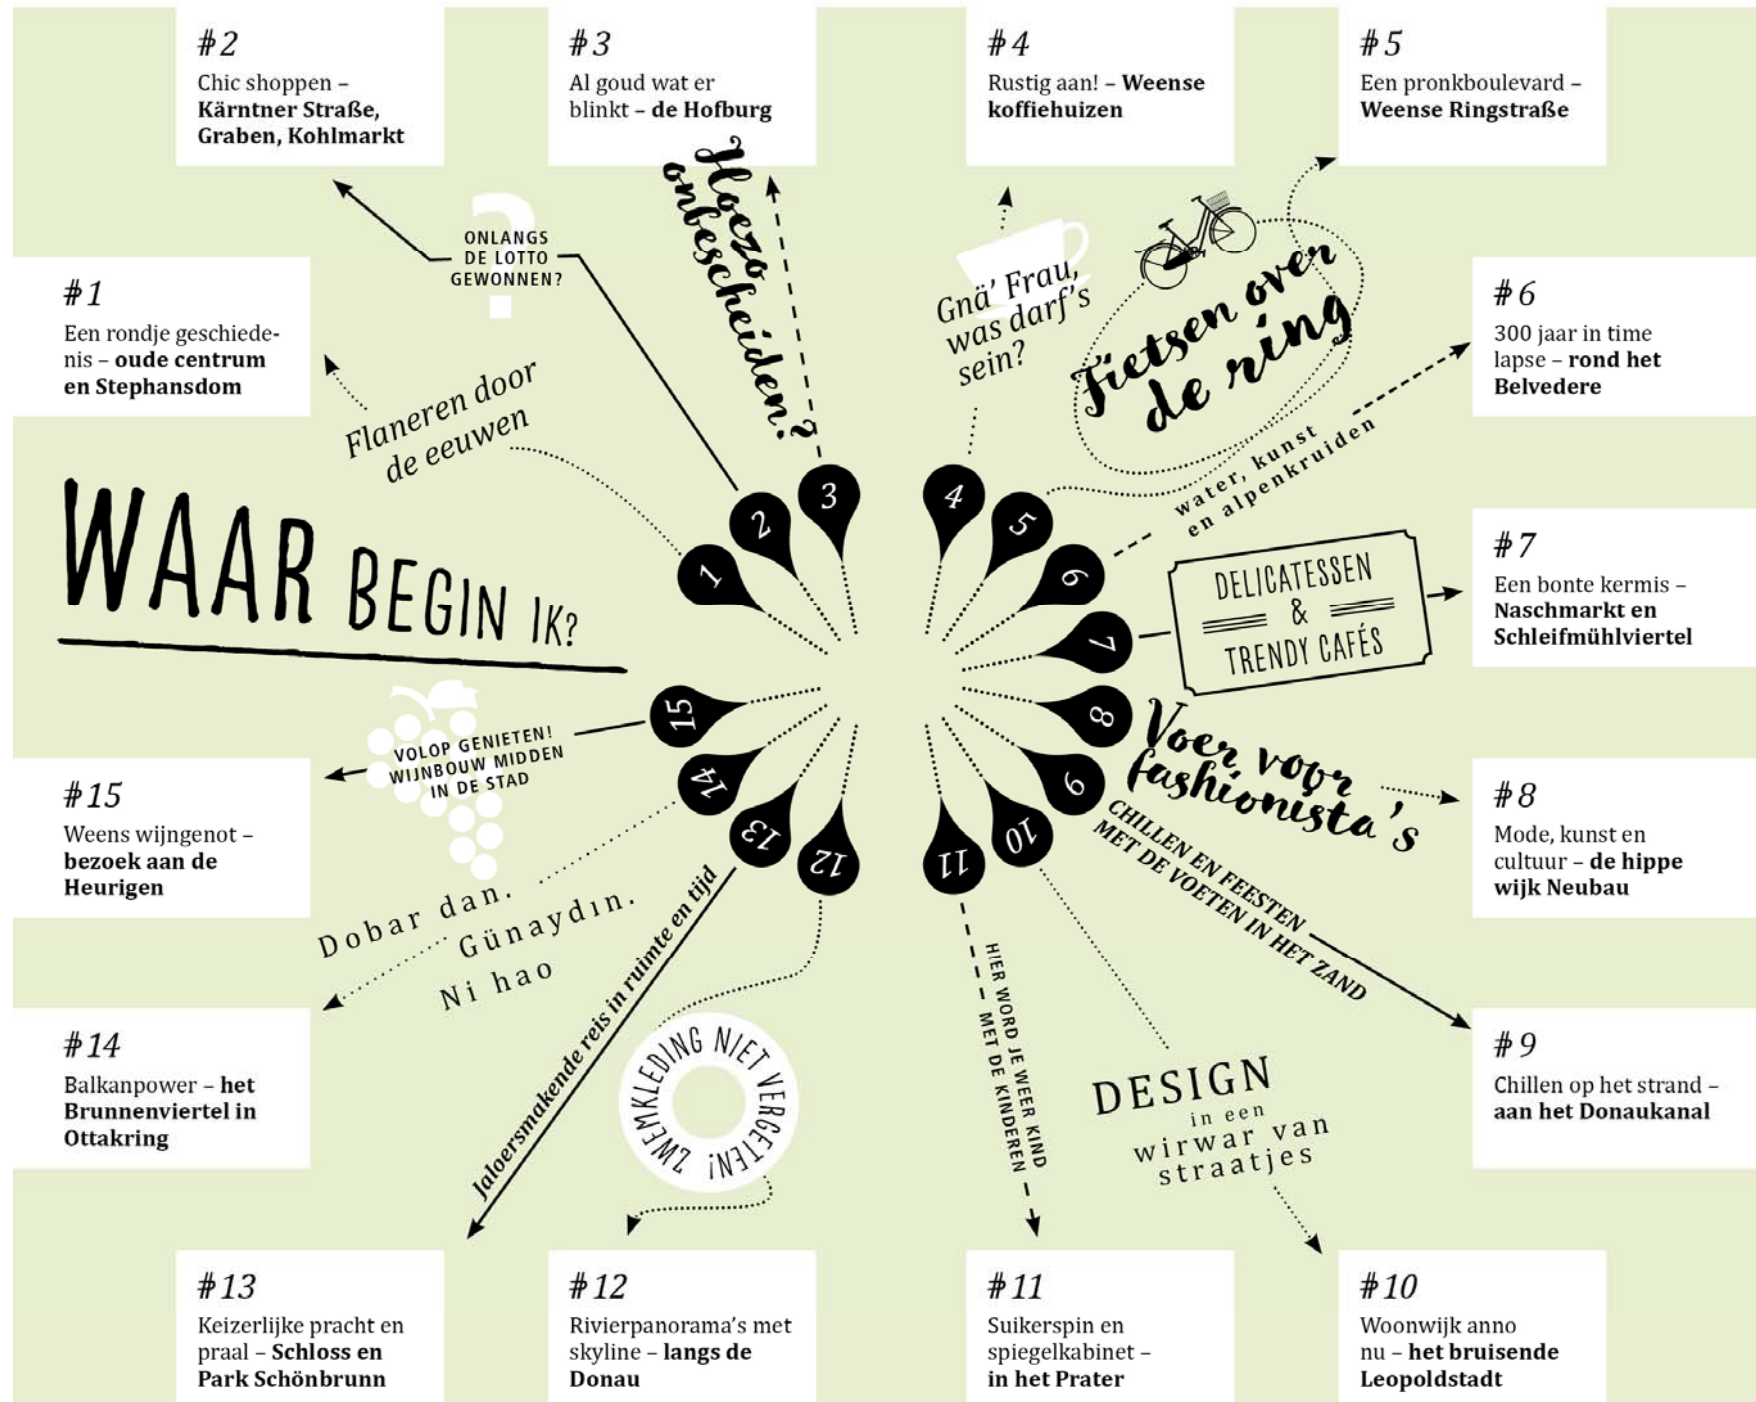 #2
Chic shoppen –
Kärntner Straße,
Graben, Kohlmarkt
#3
Al goud wat er
blinkt – de Hofburg
#4
Rustig aan! – Weense
koffiehuizen
#5
Een pronkboulevard –
Weense Ringstraße
#1
Een rondje geschiede-
nis – oude centrum
en Stephansdom
ONLANGS
DE LOTTO
GEWONNEN?
Flaneren door
de eeuwen
Hoezo
onbescheiden?
Gnä' Frau,
was darf's
sein?
Fietsen over
de ring
#6
300 jaar in time
lapse – rond het
Belvedere
water, kunst
en alpenkruiden
WAAR BEGIN IK?
1
2
3
4
5
6
7
8
9
10
11
12
13
14
15
DELICATESSEN
&
TRENDY CAFÉS
#7
Een bonte kermis –
Naschmarkt en
Schleifmühlviertel
VOLOP GENIETEN!
WIJNBOUW MIDDEN
IN DE STAD
#15
Weens wijngenot –
bezoek aan de
Heurigen
Voer voor
fashionista's
#8
Mode, kunst en
cultuur – de hippe
wijk Neubau
CHILLEN EN FEESTEN
MET DE VOETEN IN HET ZAND
Dobar dan.
Günaydın.
Ni hao
#14
Balkanpower – het
Brunnenviertel in
Ottakring
Jaloersmakende reis in ruimte en tijd
ZWEMKLEDING NIET VERGETEN!
HIER WORD JE WEER KIND
MET DE KINDEREN
DESIGN
in een
wirwar van
straatjes
#9
Chillen op het strand –
aan het Donaukanal
#13
Keizerlijke pracht en
praal – Schloss en
Park Schönbrunn
#12
Rivierpanorama's met
skyline – langs de
Donau
#11
Suikerspin en
spiegelkabinet –
in het Prater
#10
Woonwijk anno
nu – het bruisende
Leopoldstadt